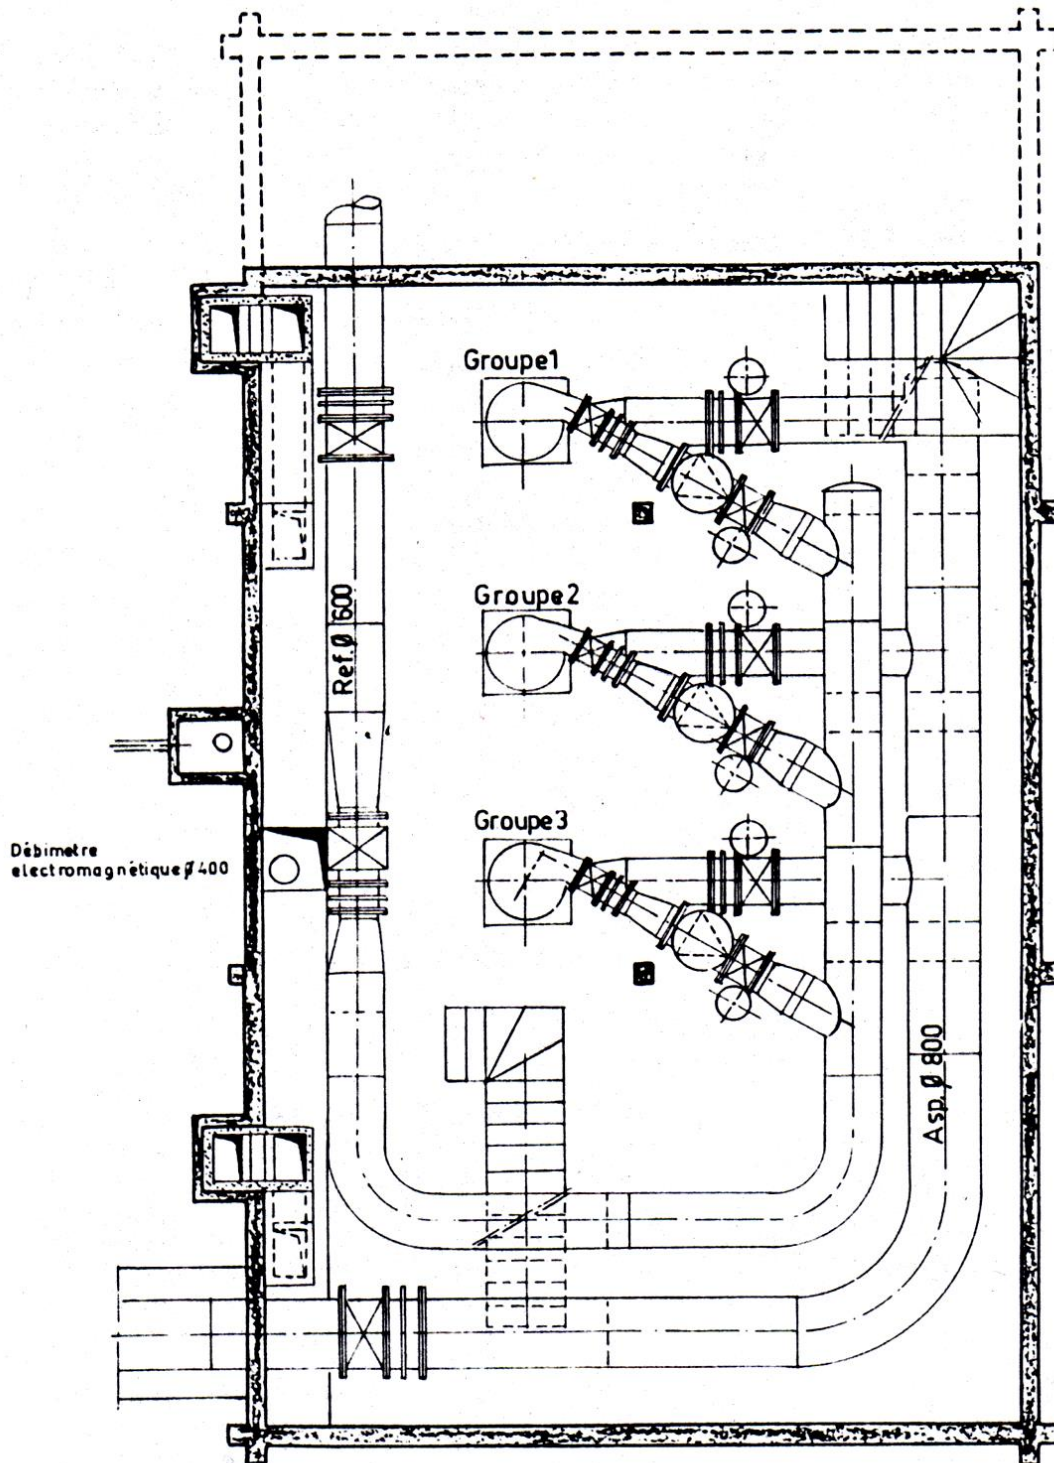 Groupe1
Groupe2
Ref. Ø 600
Groupe3
Débimetre
electromagnétique Ø 400
Asp. Ø 800